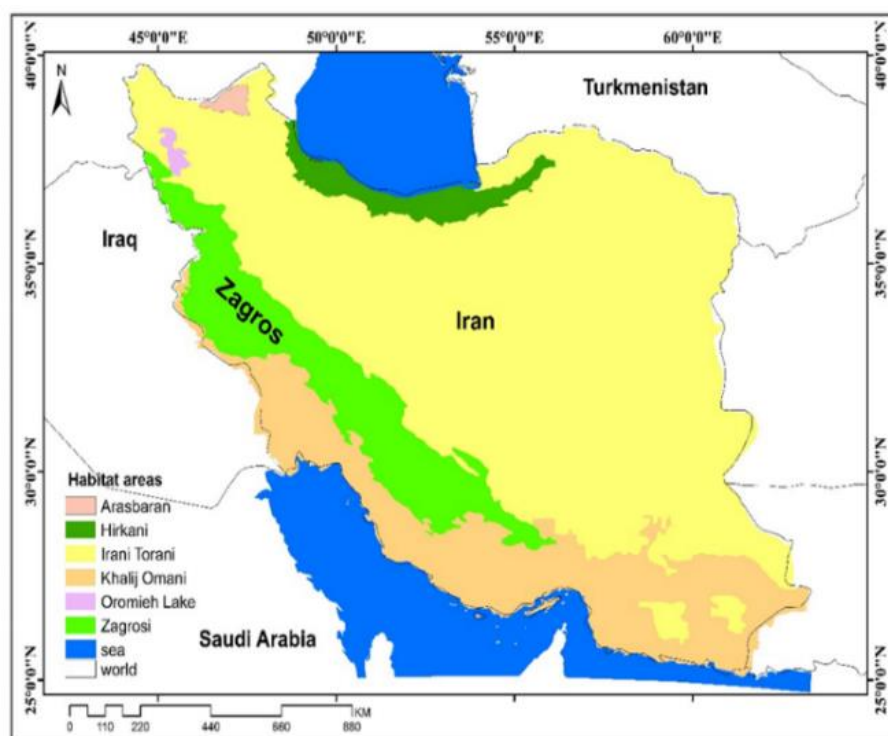 45°0'0"E 50°0'0"E 55°0'0"E 60°0'0"E
40°0'0"N 40°0'0"N
N
Turkmenistan
Iraq
35°0'0"N 35°0'0"N
Zagros
Iran
30°0'0"N 30°0'0"N
Habitat areas
Arasbaran
Hirkani
Irani Torani
Khalij Omani
Oromieh Lake
Zagrosi
sea
world
Saudi Arabia
25°0'0"N 25°0'0"N
KM
0 110 220 440 660 880